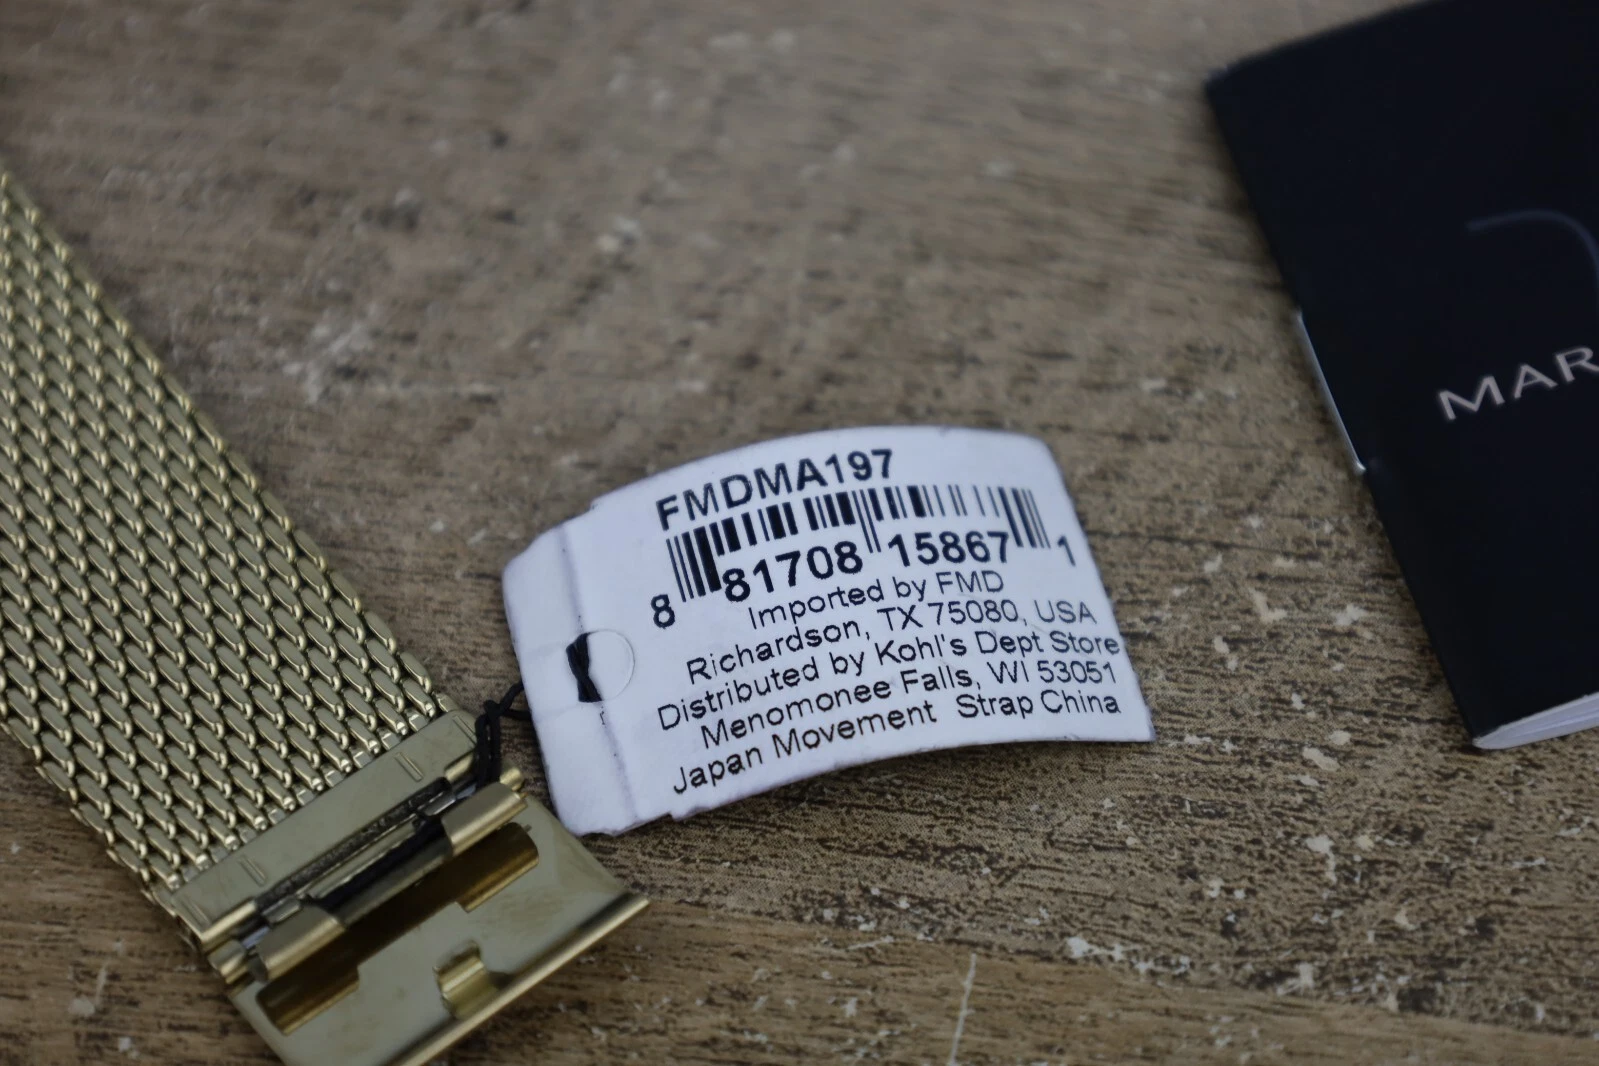 FMDMA197
8 81708 15867 1
Imported by FMD
Richardson, TX 75080, USA
Distributed by Kohl's Dept Store
Menomonee Falls, WI 53051
Japan Movement Strap China
MAR